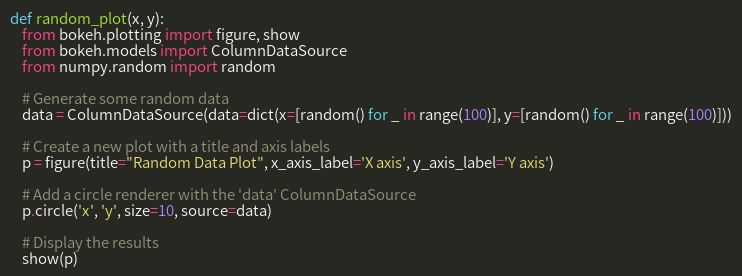 def random_plot(x, y):
from bokeh.plotting import figure, show
from bokeh.models import ColumnDataSource
from numpy.random import random
# Generate some random data
data = ColumnDataSource(data=dict(x=[random() for _ in range(100)], y=[random() for _ in range(100)]))
# Create a new plot with a title and axis labels
p = figure(title="Random Data Plot", x_axis_label='X axis', y_axis_label='Y axis')
# Add a circle renderer with the 'data' ColumnDataSource
p.circle('x', 'y', size=10, source=data)
# Display the results
show(p)